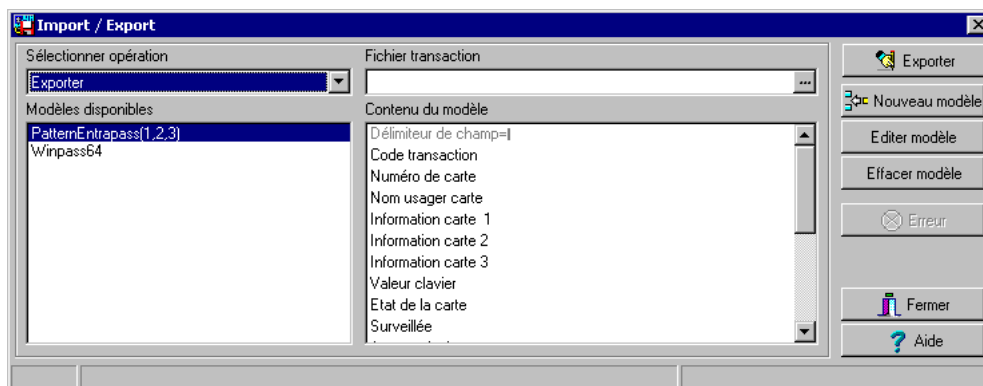 Import / Export
Sélectionner opération
Exporter
Fichier transaction
...
Modèles disponibles
PatternEntrapass(1,2,3)
Winpass64
Contenu du modèle
Délimiteur de champ=|
Code transaction
Numéro de carte
Nom usager carte
Information carte 1
Information carte 2
Information carte 3
Valeur clavier
Etat de la carte
Surveillée
Exporter
Nouveau modèle
Editer modèle
Effacer modèle
Erreur
Fermer
Aide